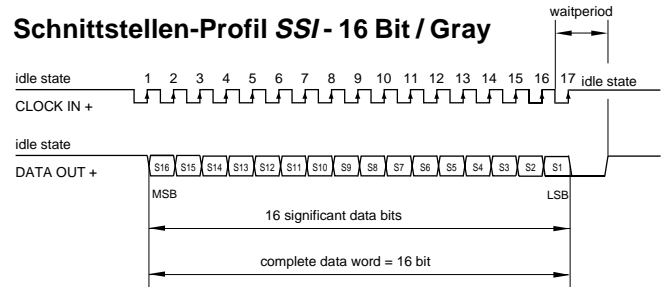 waitperiod
Schnittstellen-Profil SSI - 16 Bit / Gray
idle state 1 2 3 4 5 6 7 8 9 10 11 12 13 14 15 16 17 idle state
CLOCK IN +
idle state
DATA OUT + S16 S15 S14 S13 S12 S11 S10 S9 S8 S7 S6 S5 S4 S3 S2 S1
MSB LSB
16 significant data bits
complete data word = 16 bit